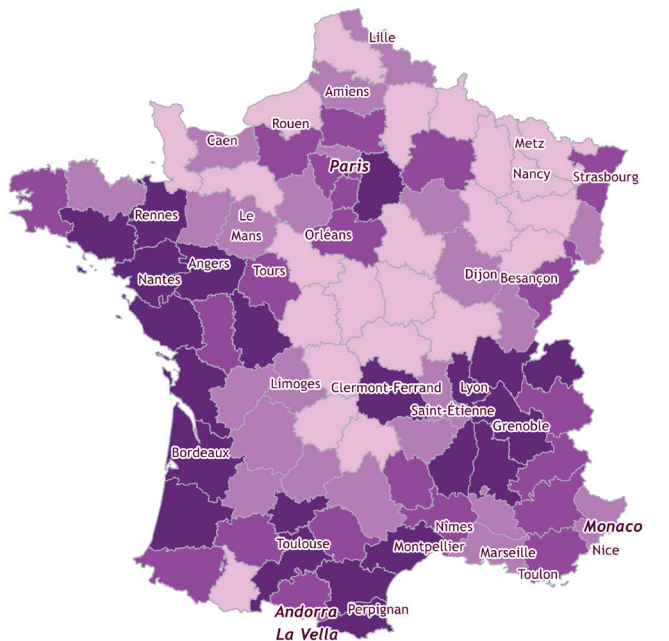 Lille
Amiens
Rouen
Caen
Metz
Paris
Nancy
Strasbourg
Rennes
Le
Mans
Orléans
Angers
Tours
Dijon
Besançon
Nantes
Limoges
Clermont-Ferrand
Lyon
Saint-Étienne
Grenoble
Bordeaux
Nîmes
Monaco
Toulouse
Montpellier
Marseille
Nice
Toulon
Andorra
La Vella
Perpignan